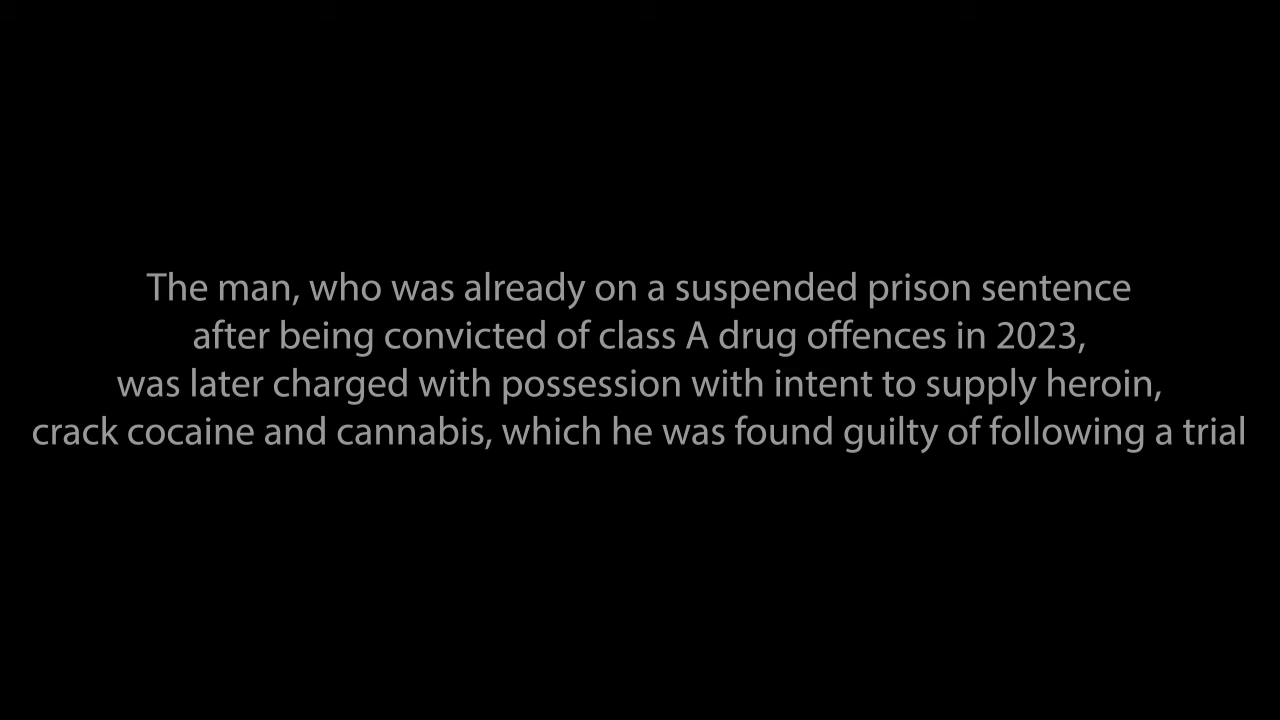 The man, who was already on a suspended prison sentence
after being convicted of class A drug offences in 2023,
was later charged with possession with intent to supply heroin,
crack cocaine and cannabis, which he was found guilty of following a trial